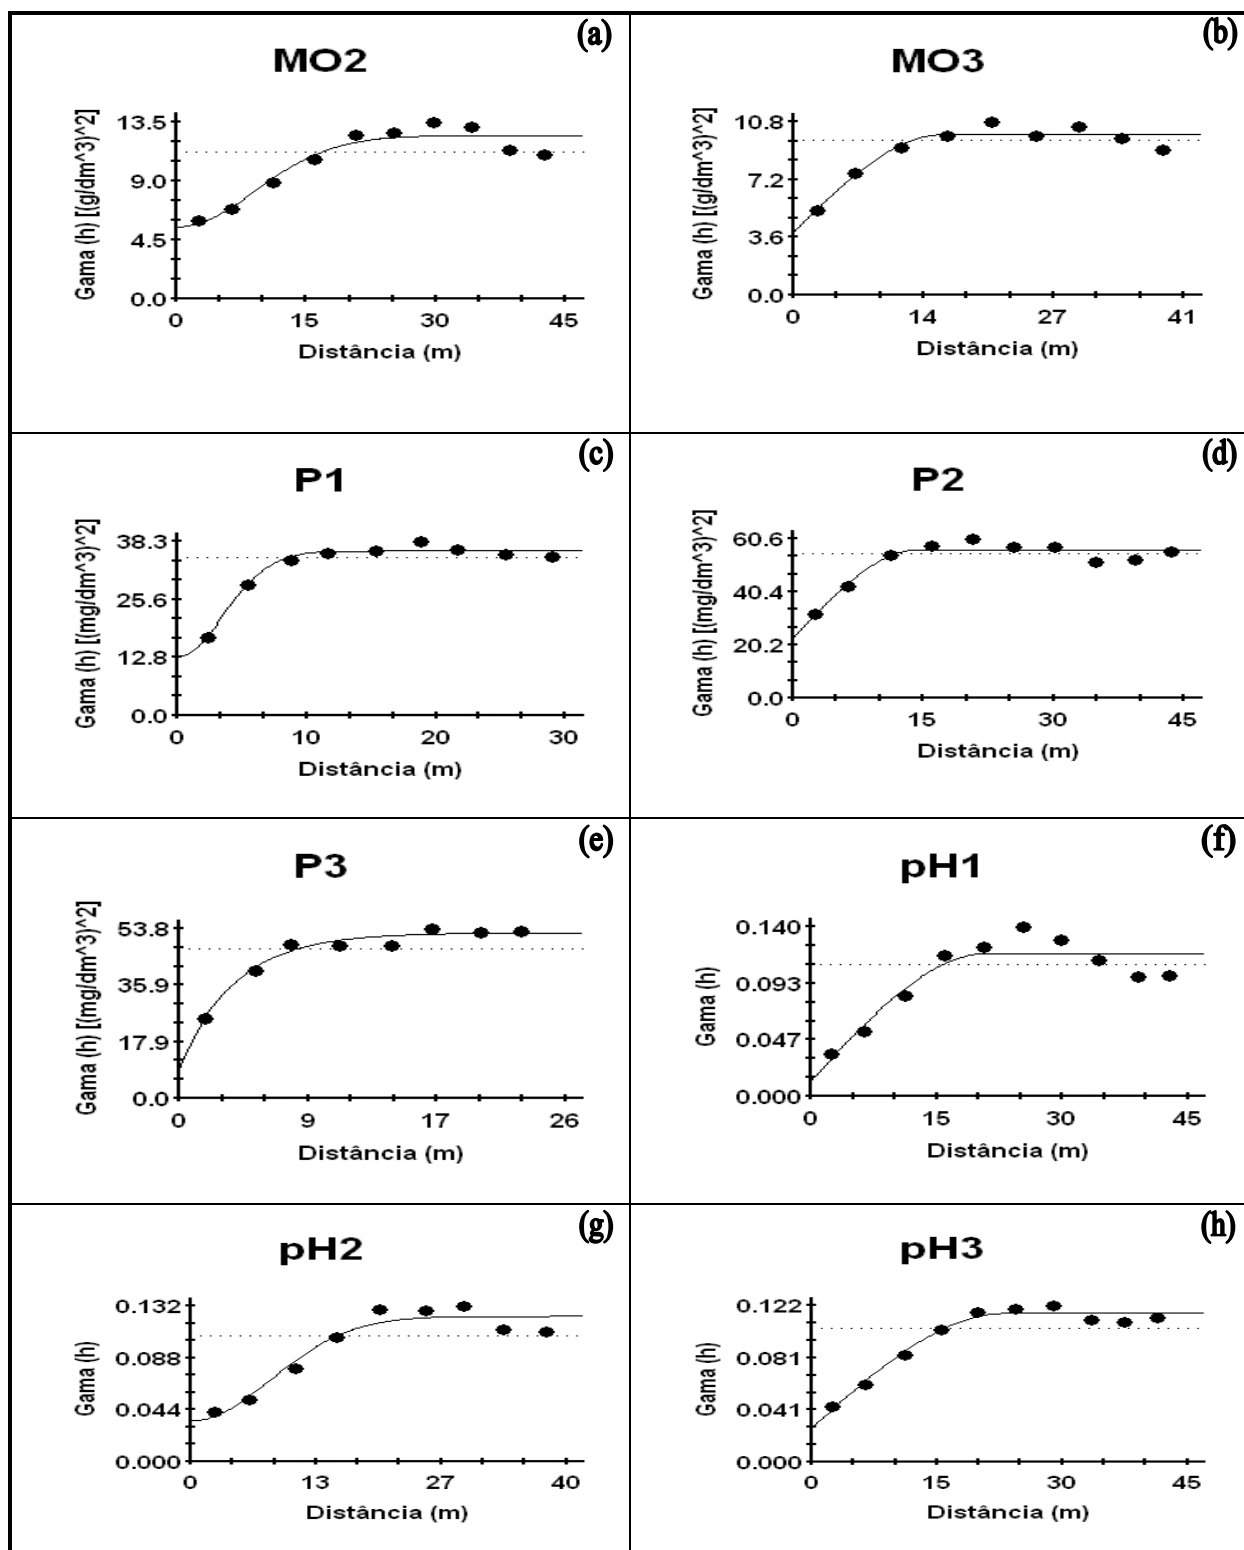 (a)
MO2
Gama (h) [(g/dm^3)^2]
13.5
9.0
4.5
0.0
0 15 30 45
Distância (m)
(b)
MO3
Gama (h) [(g/dm^3)^2]
10.8
7.2
3.6
0.0
0 14 27 41
Distância (m)
(c)
P1
Gama (h) [(mg/dm^3)^2]
38.3
25.6
12.8
0.0
0 10 20 30
Distância (m)
(d)
P2
Gama (h) [(mg/dm^3)^2]
60.6
40.4
20.2
0.0
0 15 30 45
Distância (m)
(e)
P3
Gama (h) [(mg/dm^3)^2]
53.8
35.9
17.9
0.0
0 9 17 26
Distância (m)
(f)
pH1
Gama (h)
0.140
0.093
0.047
0.000
0 15 30 45
Distância (m)
(g)
pH2
Gama (h)
0.132
0.088
0.044
0.000
0 13 27 40
Distância (m)
(h)
pH3
Gama (h)
0.122
0.081
0.041
0.000
0 15 30 45
Distância (m)